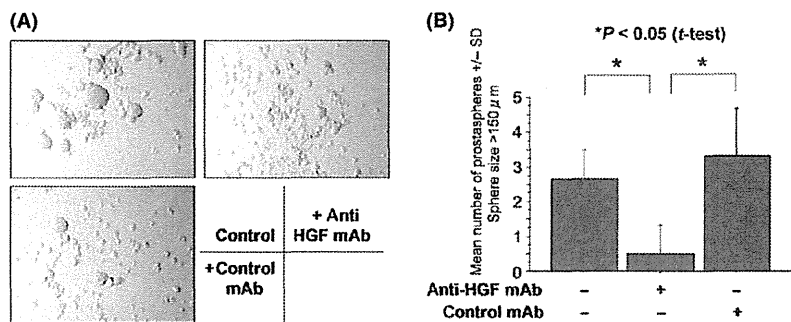 (A)
Control
+ Anti
HGF mAb
+Control
mAb
(B)
*P < 0.05 (t-test)
*
*
Mean number of prostaspheres +/− SD
Sphere size >150 μm
5
4
3
2
1
0
Anti-HGF mAb − + −
Control mAb − − +